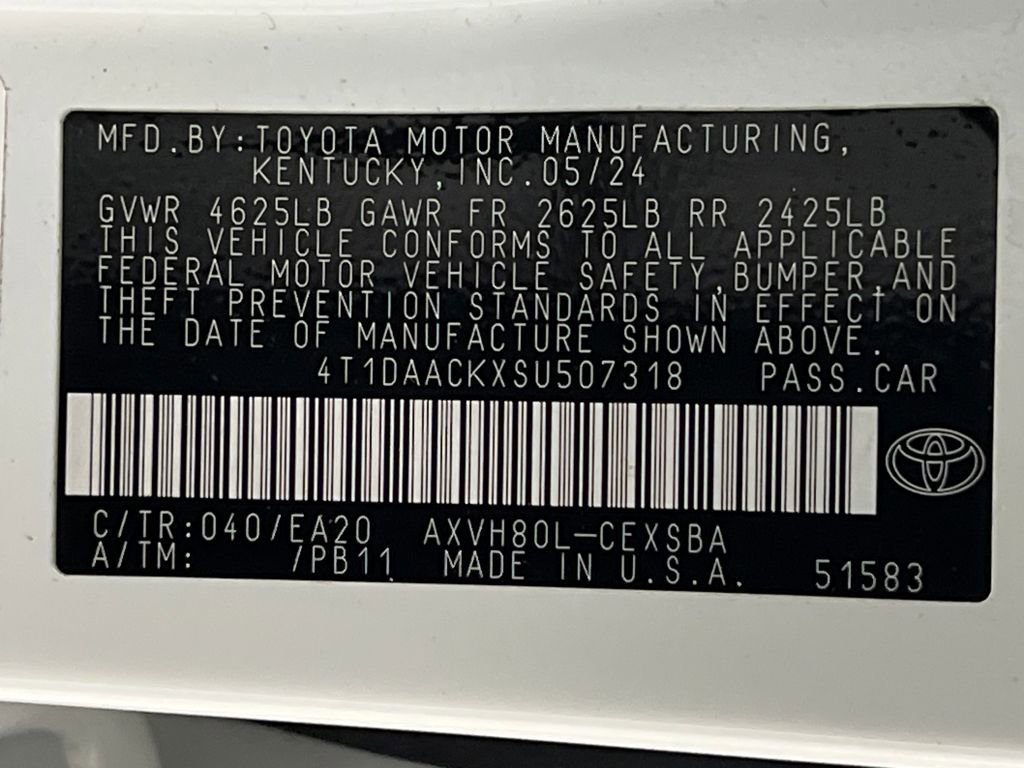 MFD.BY:TOYOTA MOTOR MANUFACTURING,
KENTUCKY,INC.05/24
GVWR 4625LB GAWR FR 2625LB RR 2425LB
THIS VEHICLE CONFORMS TO ALL APPLICABLE
FEDERAL MOTOR VEHICLE SAFETY,BUMPER,AND
THEFT PREVENTION STANDARDS IN EFFECT ON
THE DATE OF MANUFACTURE SHOWN ABOVE.
4T1DAACKXSU507318 PASS.CAR
C/TR:040/EA20 AXVH80L-CEXSBA
A/TM: /PB11 MADE IN U.S.A. 51583